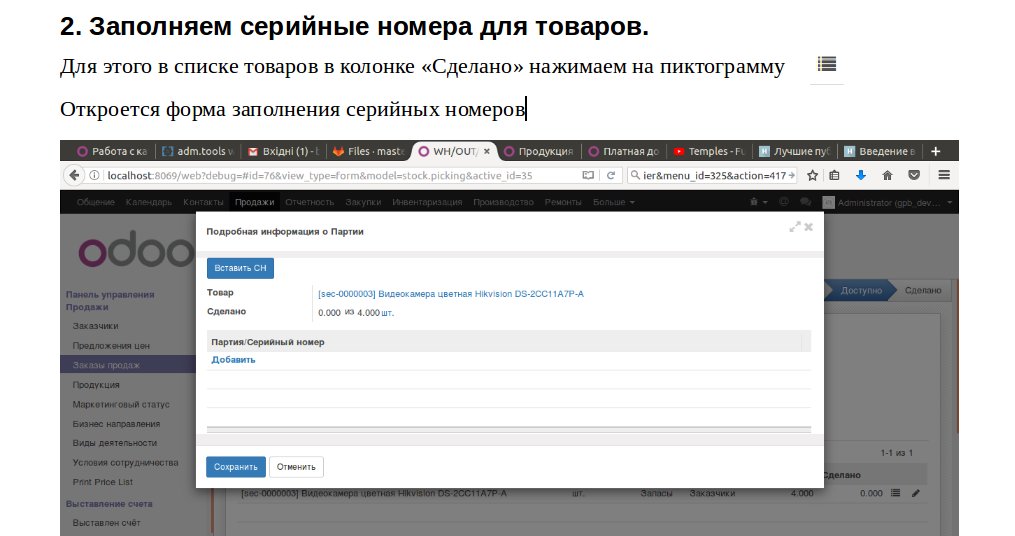 2. Заполняем серийные номера для товаров.
Для этого в списке товаров в колонке «Сделано» нажимаем на пиктограмму
Откроется форма заполнения серийных номеров
Работа с ка adm.tools Вхідні (1) - Files · maste WH/OUT/ × Продукция Платная до Temples - Fu Лучшие пуб Введение в +
localhost:8069/web?debug=#id=76&view_type=form&model=stock.picking&active_id=35 ier&menu_id=325&action=417
Общение Календарь Контакты Продажи Отчетность Закупки Инвентаризация Производство Ремонты Больше Administrator (gpb_dev...
Подробная информация о Партии
odoo
Вставить СН
Панель управления
Товар [sec-0000003] Видеокамера цветная Hikvision DS-2CC11A7P-A
Доступно Сделано
Продажи
Сделано 0.000 из 4.000 шт.
Заказчики
Предложения цен
Партия/Серийный номер
Добавить
Заказы продаж
Продукция
Маркетинговый статус
Бизнес направления
Виды деятельности
1-1 из 1
Условия сотрудничества
Сохранить Отменить
Сделано
Print Price List
[sec-0000003] Видеокамера цветная Hikvision DS-2CC11A7P-A шт. Запасы Заказчики 4.000 0.000
Выставление счета
Выставлен счёт